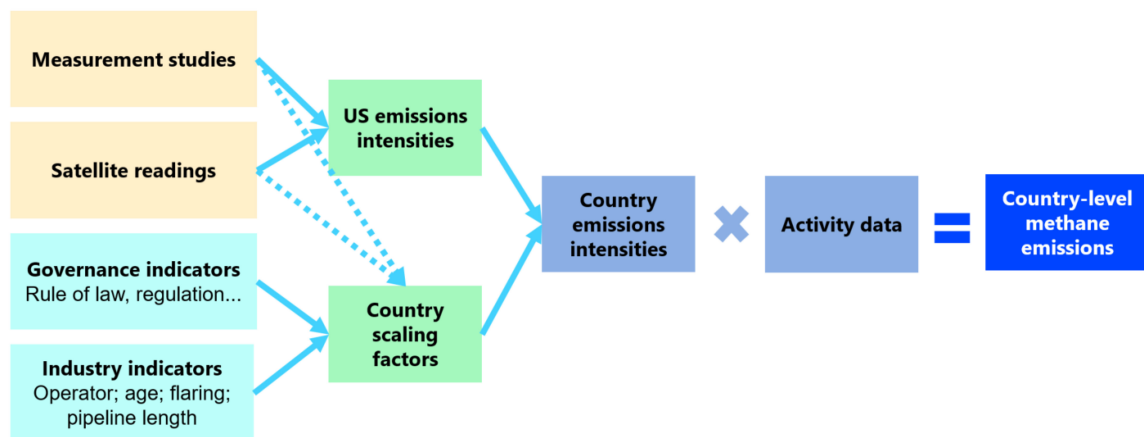 Measurement studies
Satellite readings
Governance indicators
Rule of law, regulation...
Industry indicators
Operator; age; flaring;
pipeline length
US emissions
intensities
Country
scaling
factors
Country
emissions
intensities
Activity data
Country-level
methane
emissions